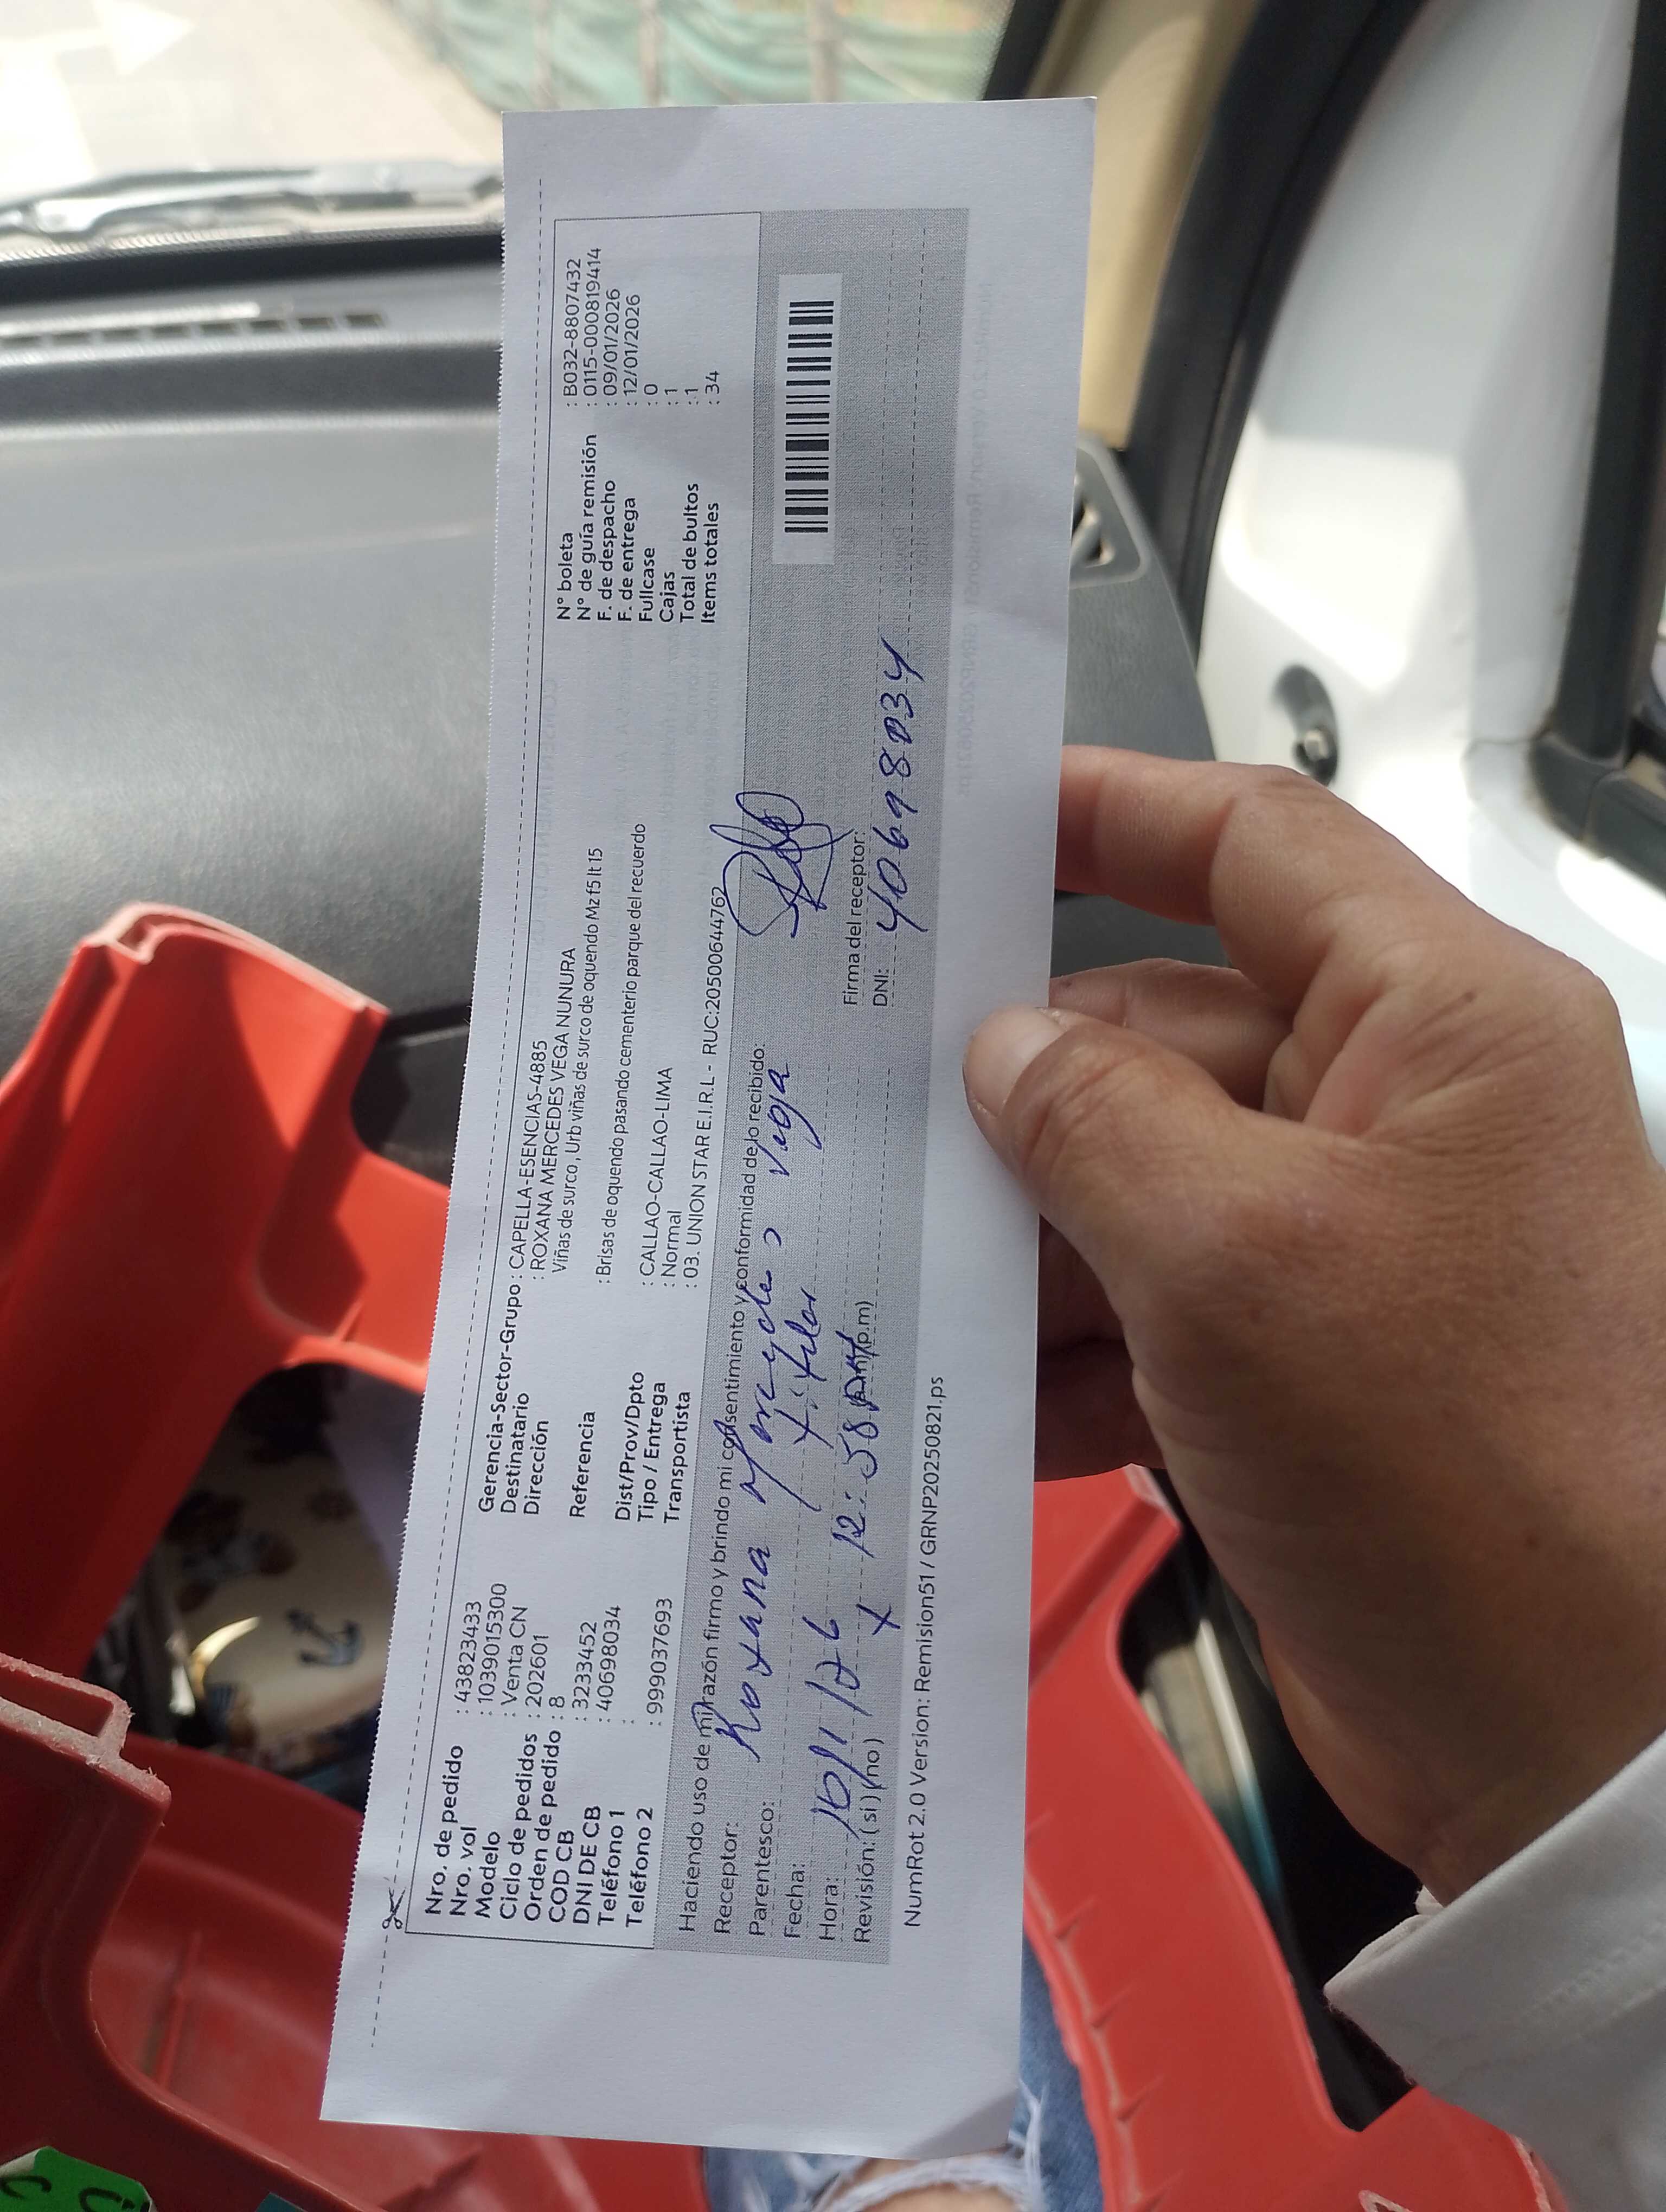 Nro. de pedido : 43823433
Nro. vol : 1039015300
Modelo : Venta CN
Ciclo de pedidos : 202601
Orden de pedido : 8
COD CB : 3233452
DNI DE CB : 40698034
Teléfono 1 :
Teléfono 2 : 999037693
Gerencia-Sector-Grupo : CAPELLA-ESENCIAS-4885
Destinatario : ROXANA MERCEDES VEGA NUNURA
Dirección Viñas de surco , Urb viñas de surco de oquendo Mz f5 lt 15
Referencia : Brisas de oquendo pasando cementerio parque del recuerdo
Dist/Prov/Dpto : CALLAO-CALLAO-LIMA
Tipo / Entrega : Normal
Transportista : 03. UNION STAR E.I.R.L - RUC:20500644762
N° boleta : B032-8807432
N° de guía remisión : 0115-000819414
F. de despacho : 09/01/2026
F. de entrega : 12/01/2026
Fullcase : 0
Cajas : 1
Total de bultos : 1
Items totales : 34
Haciendo uso de mi razón firmo y brindo mi consentimiento y conformidad de lo recibido:
Receptor: Roxana Mercedes Vega
Parentesco: Titular
Fecha: 10/1/26
Hora: 12:58 (am/p.m)
Revisión: (si) (no) X
Firma del receptor:
DNI: 40698034
NumRot 2.0 Version: Remision51 / GRNP20250821.ps